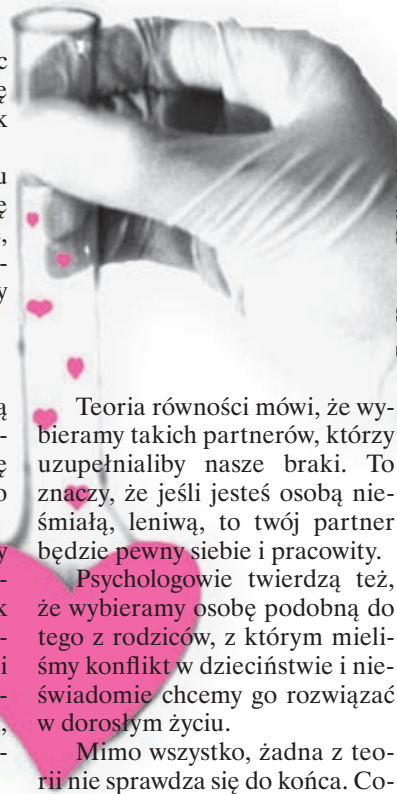 Teoria równości mówi, że wy-
bieramy takich partnerów, którzy
uzupełnialiby nasze braki. To
znaczy, że jeśli jesteś osobą nie-
śmiałą, leniwą, to twój partner
będzie pewny siebie i pracowity.
Psychologowie twierdzą też,
że wybieramy osobę podobną do
tego z rodziców, z którym mieli-
śmy konflikt w dzieciństwie i nie-
świadomie chcemy go rozwiązać
w dorosłym życiu.
Mimo wszystko, żadna z teo-
rii nie sprawdza się do końca. Co-